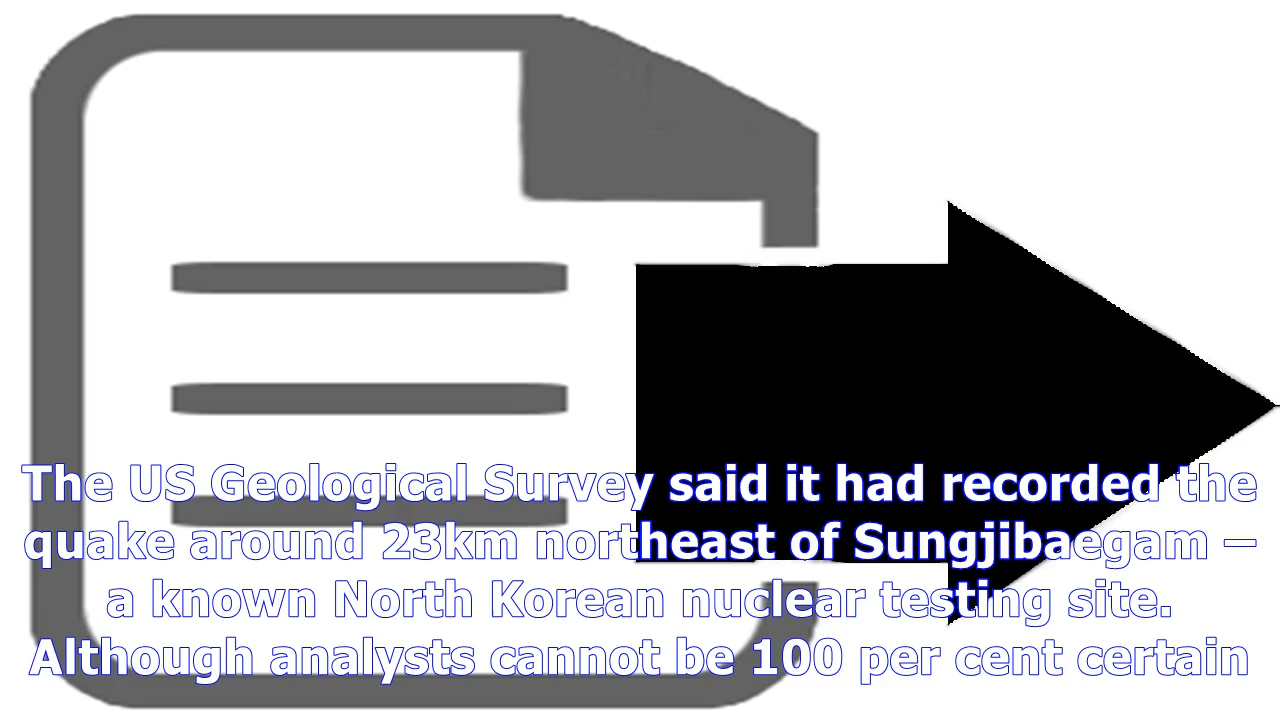 The US Geological Survey said it had recorded the
quake around 23km northeast of Sungjibaegam –
a known North Korean nuclear testing site.
Although analysts cannot be 100 per cent certain